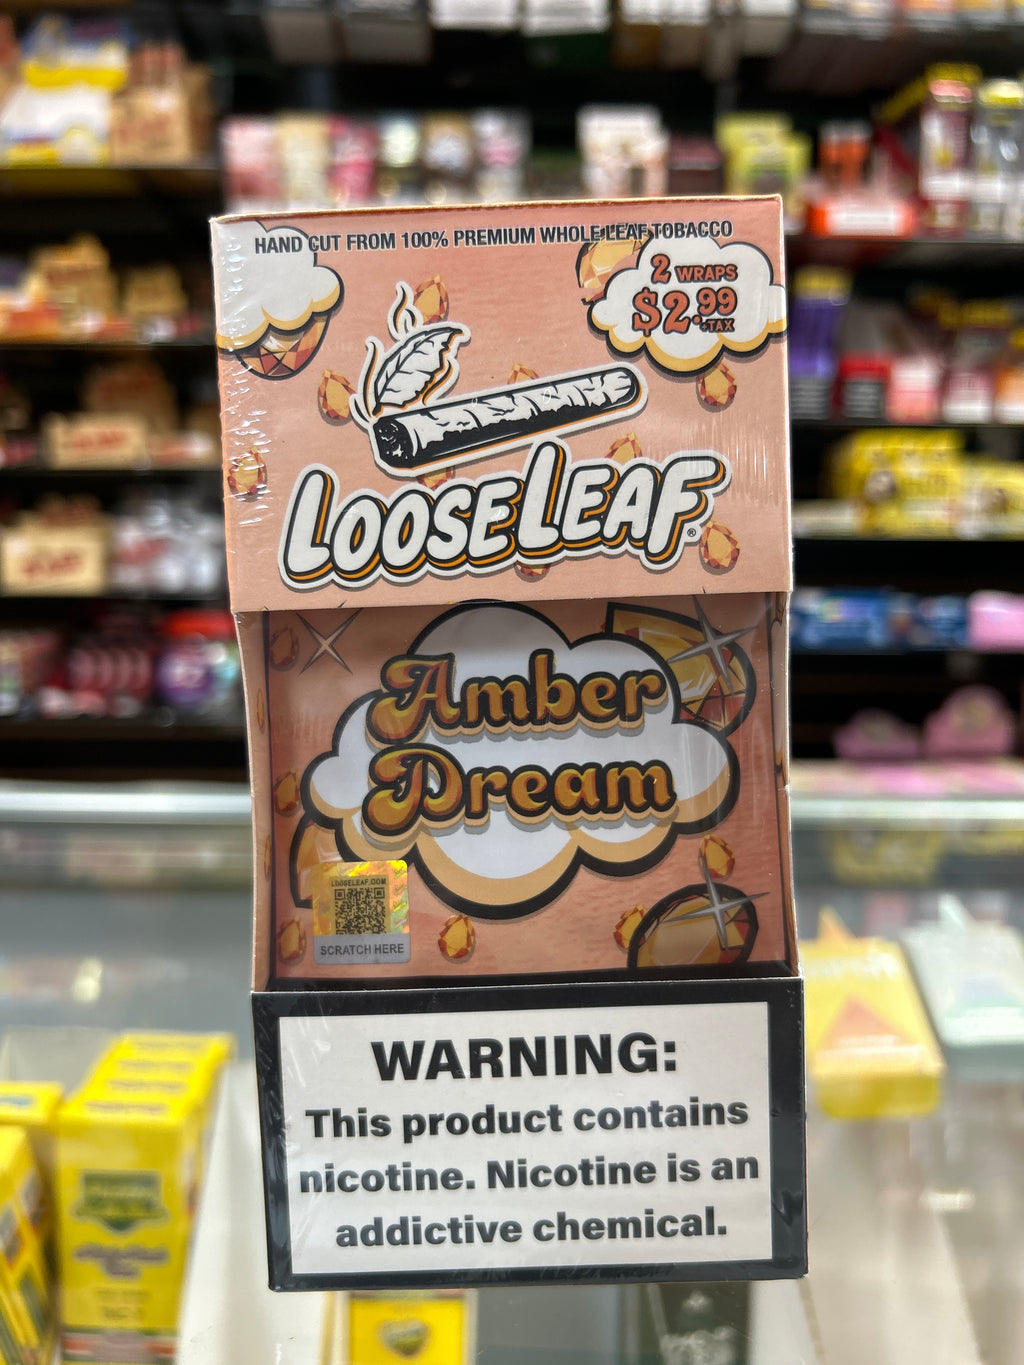 HAND CUT FROM 100% PREMIUM WHOLE LEAF TOBACCO
2 WRAPS
$2.99
+TAX
LOOSELEAF®
Amber
Dream
LOOSELEAF.COM
SCRATCH HERE
WARNING:
This product contains
nicotine. Nicotine is an
addictive chemical.